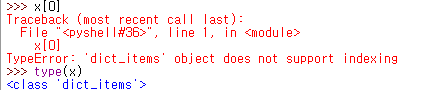 >>> x[0]
Traceback (most recent call last):
  File "<pyshell#36>", line 1, in <module>
    x[0]
TypeError: 'dict_items' object does not support indexing
>>> type(x)
<class 'dict_items'>